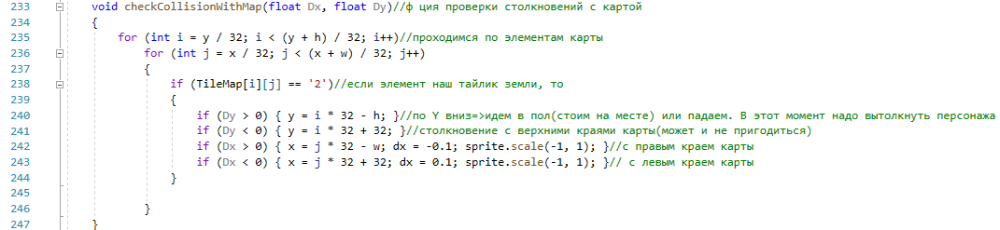 233 void checkCollisionWithMap(float Dx, float Dy)//ф ция проверки столкновений с картой
234 {
235 for (int i = y / 32; i < (y + h) / 32; i++)//проходимся по элементам карты
236 for (int j = x / 32; j < (x + w) / 32; j++)
237 {
238 if (TileMap[i][j] == '2')//если элемент наш тайлик земли, то
239 {
240 if (Dy > 0) { y = i * 32 - h; }//по Y вниз=>идем в пол(стоим на месте) или падаем. В этот момент надо вытолкнуть персонажа
241 if (Dy < 0) { y = i * 32 + 32; }//столкновение с верхними краями карты(может и не пригодиться)
242 if (Dx > 0) { x = j * 32 - w; dx = -0.1; sprite.scale(-1, 1); }//с правым краем карты
243 if (Dx < 0) { x = j * 32 + 32; dx = 0.1; sprite.scale(-1, 1); }// с левым краем карты
244 }
245
246 }
247 }